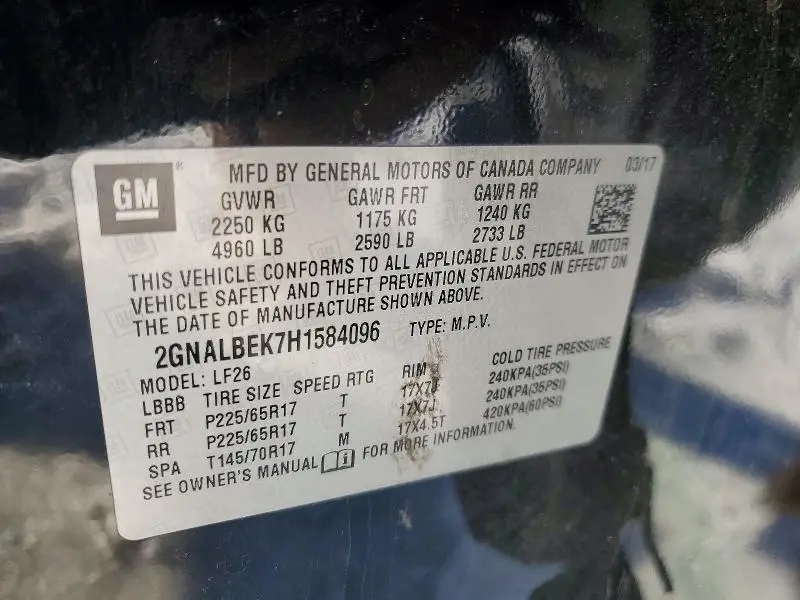 GM ® MFD BY GENERAL MOTORS OF CANADA COMPANY 03/17
GVWR GAWR FRT GAWR RR
2250 KG 1175 KG 1240 KG
4960 LB 2590 LB 2733 LB
THIS VEHICLE CONFORMS TO ALL APPLICABLE U.S. FEDERAL MOTOR
VEHICLE SAFETY AND THEFT PREVENTION STANDARDS IN EFFECT ON
THE DATE OF MANUFACTURE SHOWN ABOVE.
2GNALBEK7H1584096 TYPE: M.P.V.
MODEL: LF26
LBBB TIRE SIZE SPEED RTG RIM COLD TIRE PRESSURE
FRT P225/65R17 T 17X7J 240KPA(35PSI)
RR P225/65R17 T 17X7J 240KPA(35PSI)
SPA T145/70R17 M 17X4.5T 420KPA(60PSI)
SEE OWNER'S MANUAL FOR MORE INFORMATION.